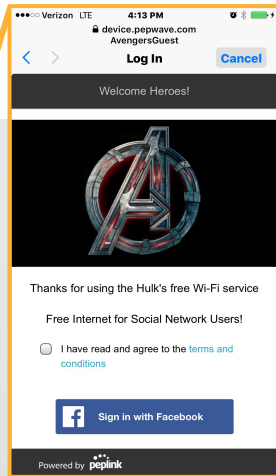 Verizon LTE 4:13 PM
device.pepwave.com
AvengersGuest
Log In
Cancel
Welcome Heroes!
Thanks for using the Hulk's free Wi-Fi service
Free Internet for Social Network Users!
I have read and agree to the terms and
conditions
f Sign in with Facebook
Powered by peplink